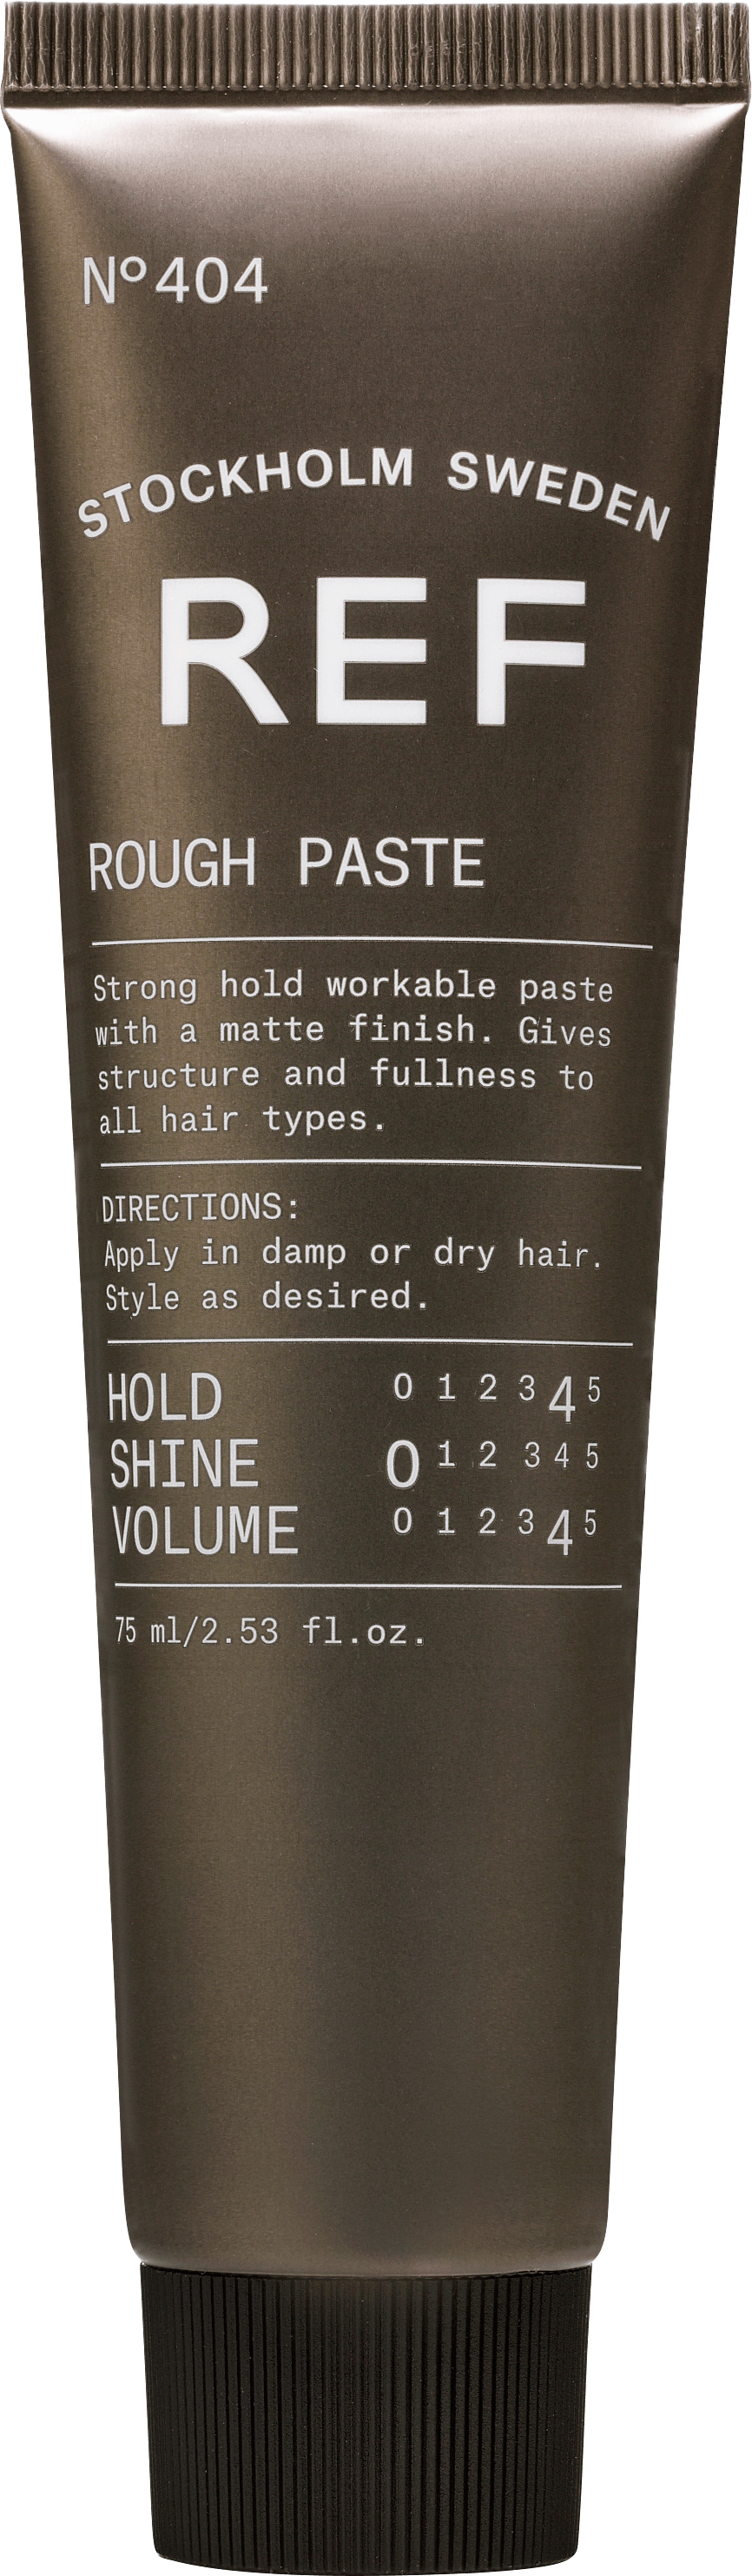 Nº404
STOCKHOLM SWEDEN
REF
ROUGH PASTE
Strong hold workable paste
with a matte finish. Gives
structure and fullness to
all hair types.
DIRECTIONS:
Apply in damp or dry hair.
Style as desired.
HOLD 0 1 2 3 4 5
SHINE 0 1 2 3 4 5
VOLUME 0 1 2 3 4 5
75 ml/2.53 fl.oz.